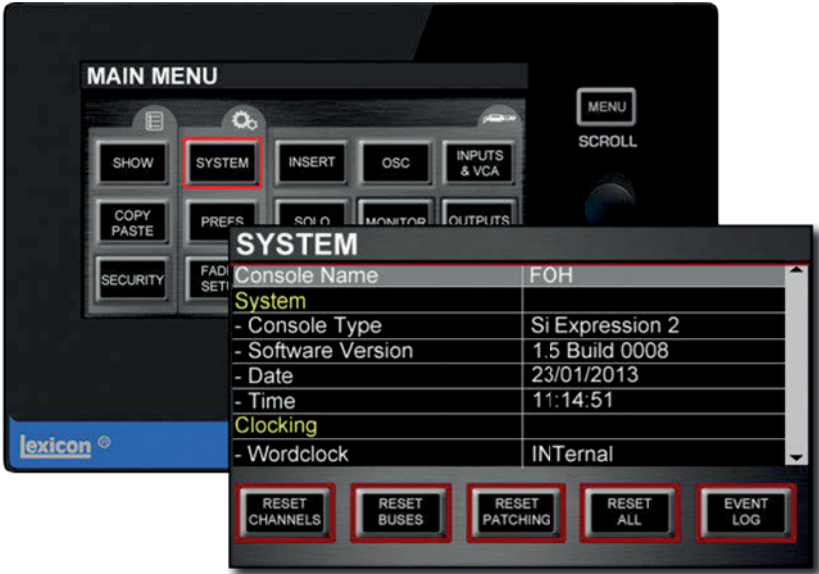 MAIN MENU
MENU
SCROLL
SHOW
SYSTEM
INSERT
OSC
INPUTS
& VCA
COPY
PASTE
PREFS
SOLO
MONITOR
OUTPUTS
SECURITY
SYSTEM
Console Name FOH
System
- Console Type Si Expression 2
- Software Version 1.5 Build 0008
- Date 23/01/2013
- Time 11:14:51
Clocking
- Wordclock INTernal
RESET
CHANNELS
RESET
BUSES
RESET
PATCHING
RESET
ALL
EVENT
LOG
lexicon ®